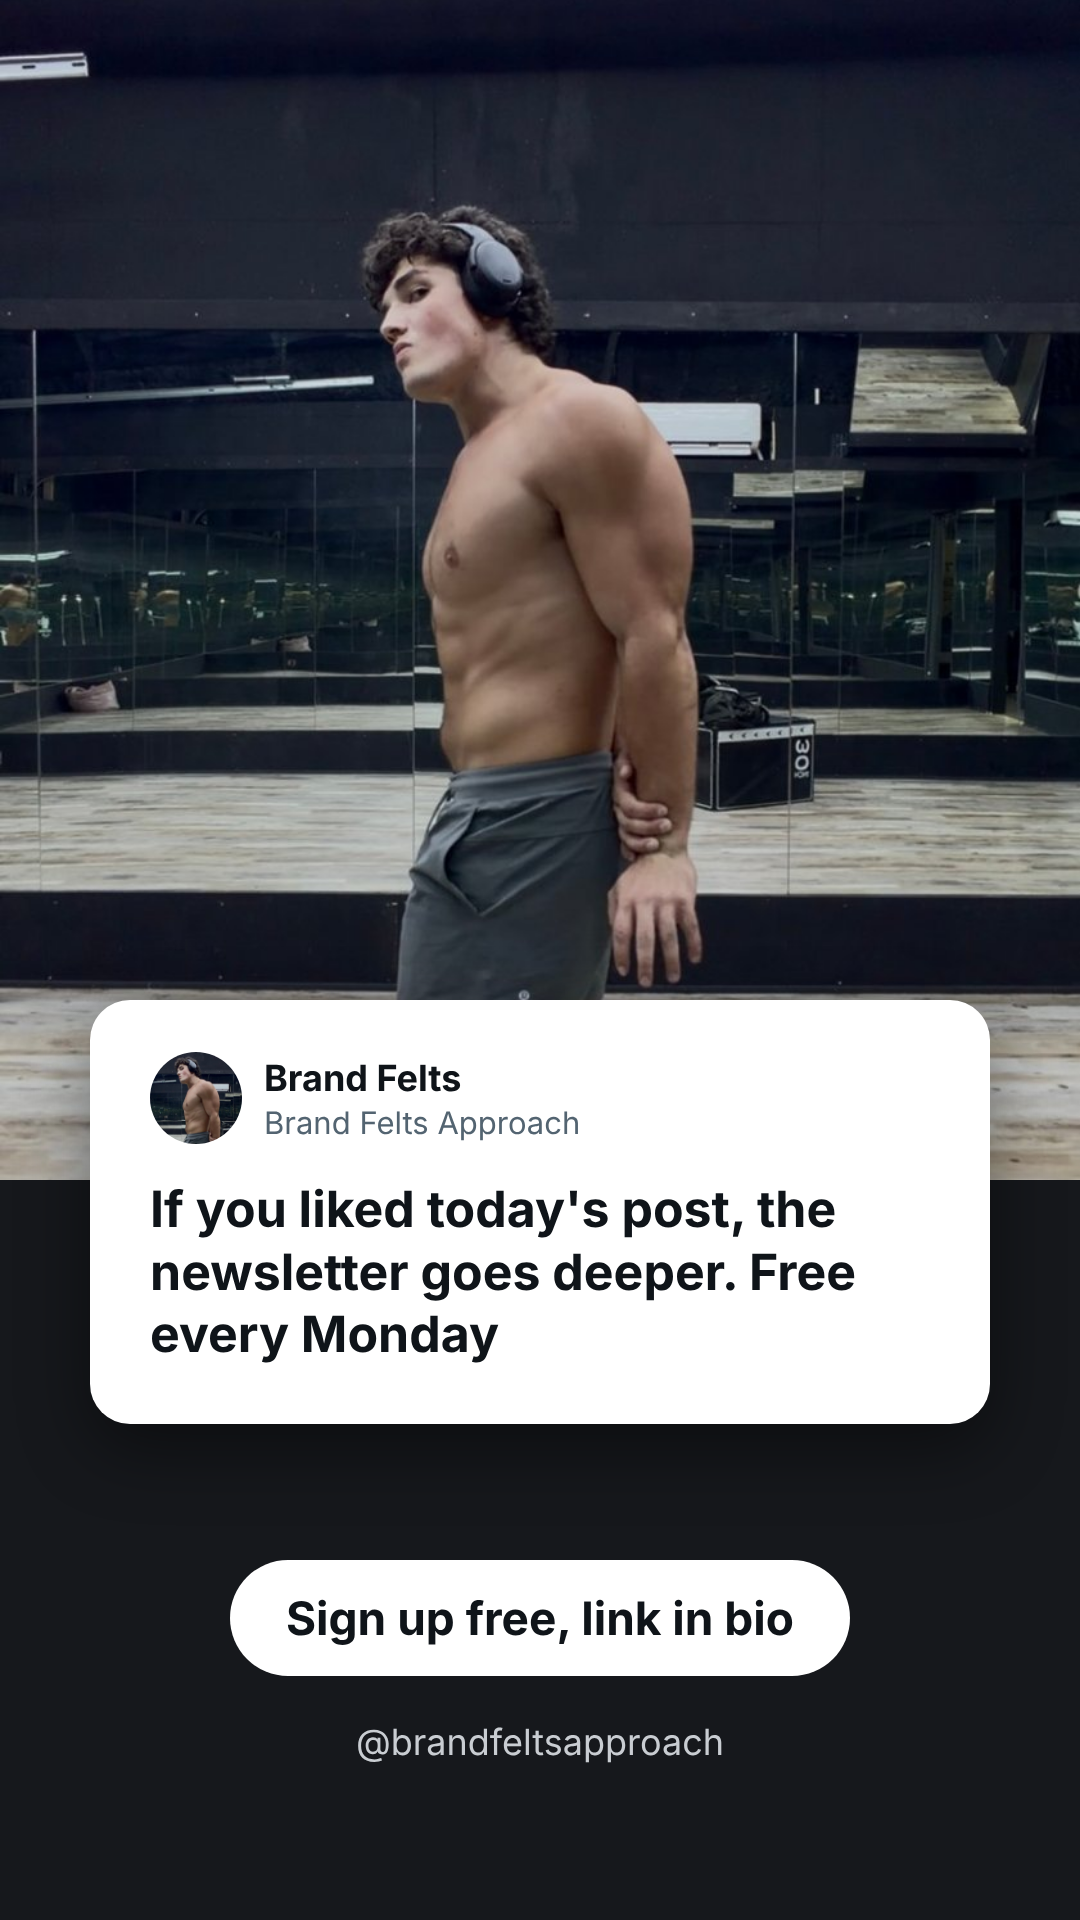 30
Brand Felts
Brand Felts Approach
If you liked today's post, the
newsletter goes deeper. Free
every Monday
Sign up free, link in bio
@brandfeltsapproach